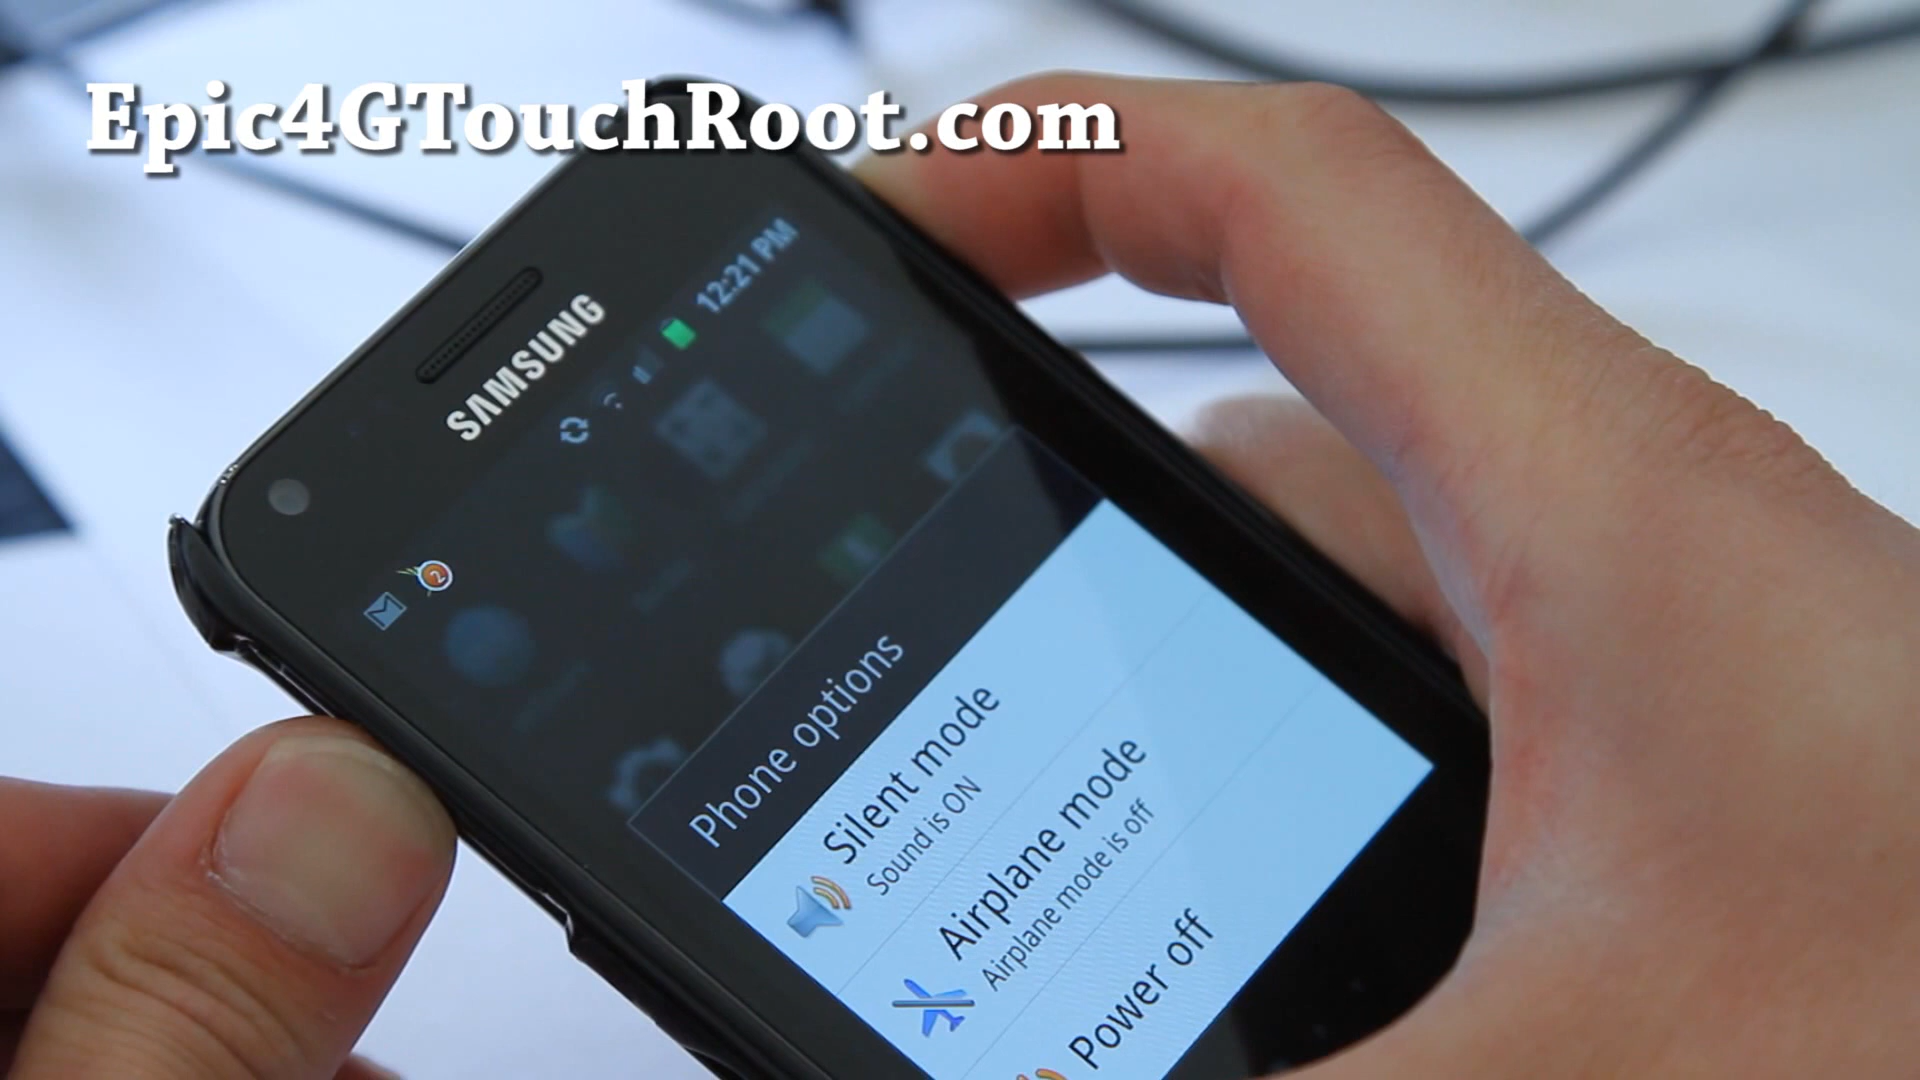 Epic4GTouchRoot.com
12:21 PM
SAMSUNG
2
Phone options
Silent mode
Sound is ON
Airplane mode
Airplane mode is off
Power off